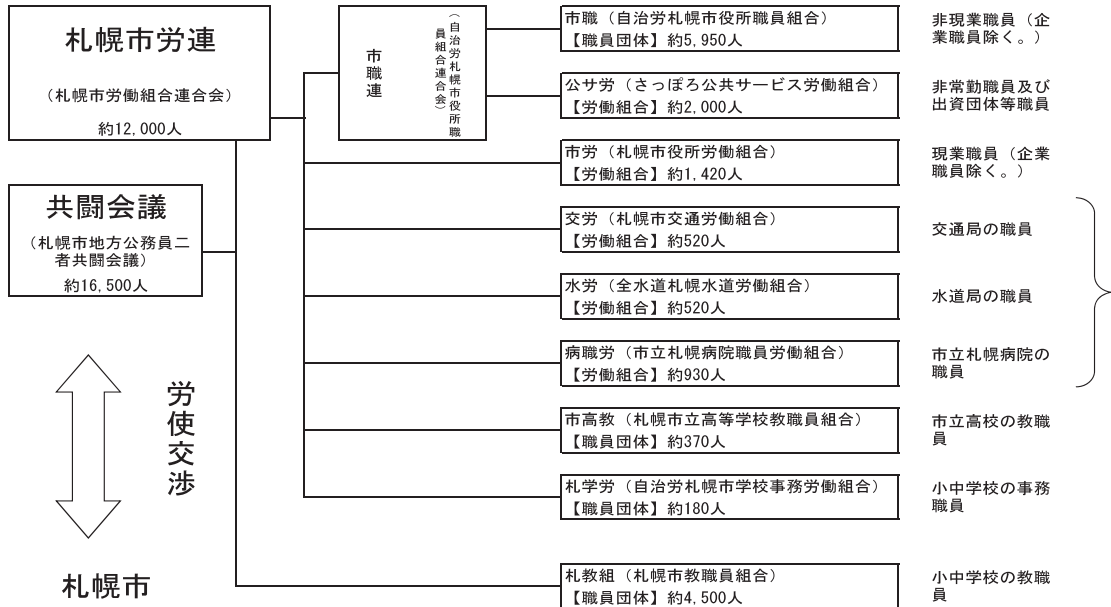 札幌市労連
（札幌市労働組合連合会）
約12,000人
共闘会議
（札幌市地方公務員二
者共闘会議）
約16,500人
労使交渉
札幌市
市職連
（自治労札幌市役所職
員組合連合会）
市職（自治労札幌市役所職員組合）
【職員団体】約5,950人
非現業職員（企
業職員除く。）
公サ労（さっぽろ公共サービス労働組合）
【労働組合】約2,000人
非常勤職員及び
出資団体等職員
市労（札幌市役所労働組合）
【労働組合】約1,420人
現業職員（企業
職員除く。）
交労（札幌市交通労働組合）
【労働組合】約520人
交通局の職員
水労（全水道札幌水道労働組合）
【労働組合】約520人
水道局の職員
病職労（市立札幌病院職員労働組合）
【労働組合】約930人
市立札幌病院の
職員
市高教（札幌市立高等学校教職員組合）
【職員団体】約370人
市立高校の教職
員
札学労（自治労札幌市学校事務労働組合）
【職員団体】約180人
小中学校の事務
職員
札教組（札幌市教職員組合）
【職員団体】約4,500人
小中学校の教職
員